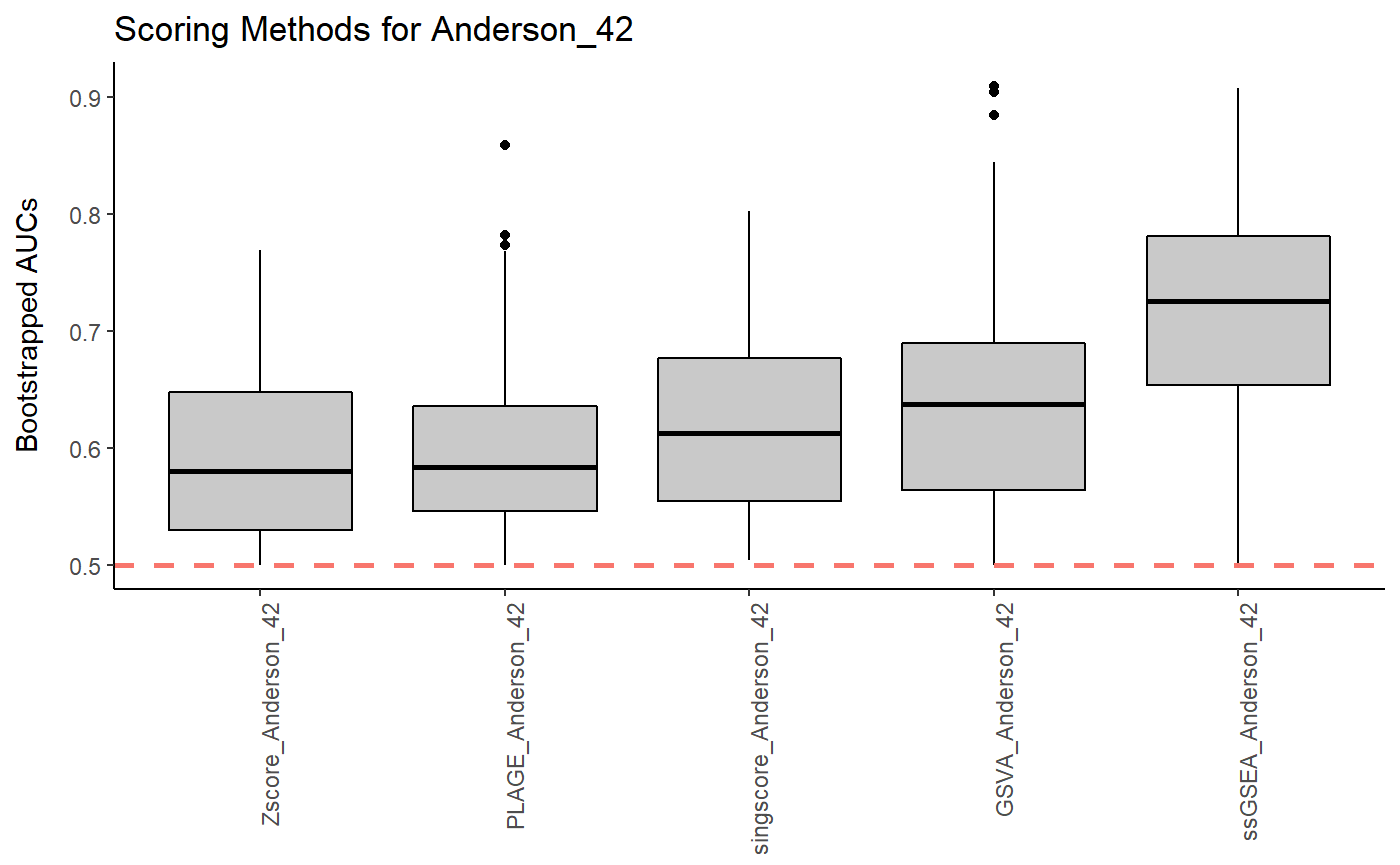 Scoring Methods for Anderson_42
Bootstrapped AUCs
0.9
0.8
0.7
0.6
0.5
Zscore_Anderson_42
PLAGE_Anderson_42
singscore_Anderson_42
GSVA_Anderson_42
ssGSEA_Anderson_42